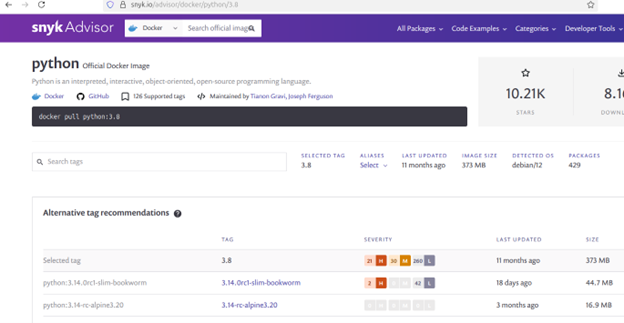 snyk.io/advisor/docker/python/3.8
snyk Advisor
Docker
Search official imag
All Packages
Code Examples
Categories
Developer Tools
python Official Docker Image
Python is an interpreted, interactive, object-oriented, open-source programming language.
Docker
GitHub
126 Supported tags
Maintained by Tianon Gravi, Joseph Ferguson
10.21K
STARS
8.1
DOWNL
docker pull python:3.8
Search tags
SELECTED TAG
ALIASES
LAST UPDATED
IMAGE SIZE
DETECTED OS
PACKAGES
3.8
Select
11 months ago
373 MB
debian/12
429
Alternative tag recommendations ?
TAG
SEVERITY
LAST UPDATED
SIZE
Selected tag
3.8
21 H 30 M 260 L
11 months ago
373 MB
python:3.14.0rc1-slim-bookworm
3.14.0rc1-slim-bookworm
2 H 42 L
18 days ago
44.7 MB
python:3.14-rc-alpine3.20
3.14-rc-alpine3.20
3 months ago
16.9 MB